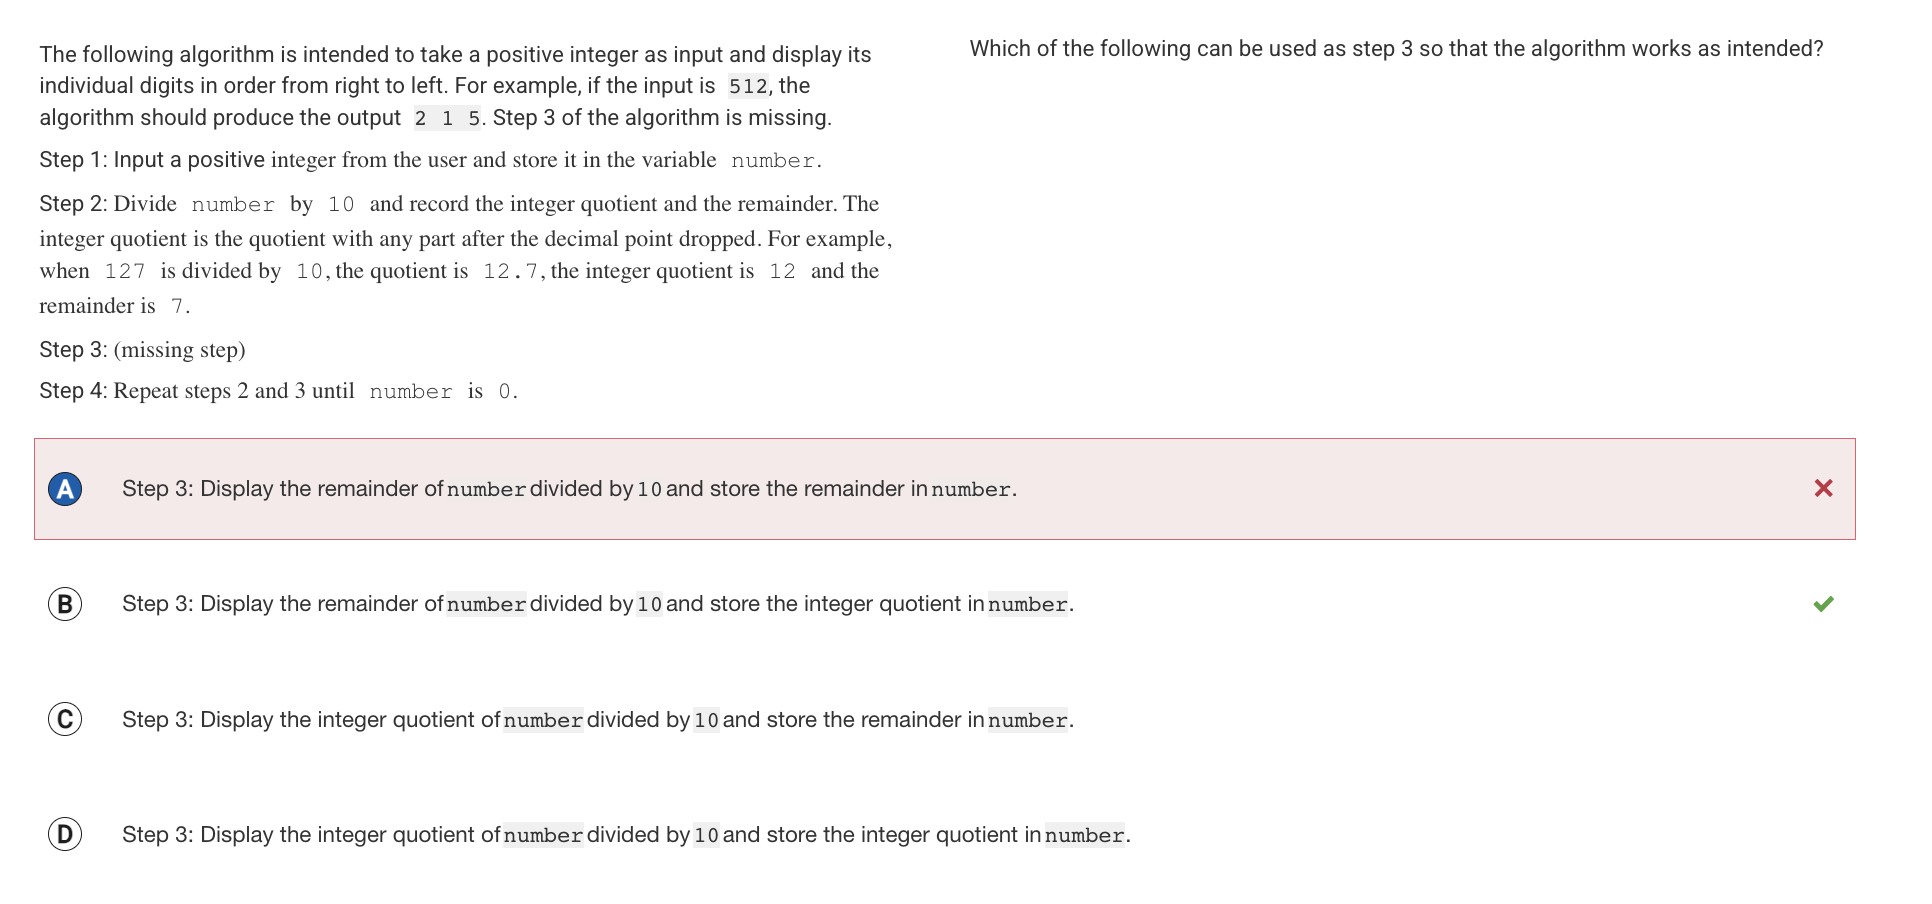 The following algorithm is intended to take a positive integer as input and display its
individual digits in order from right to left. For example, if the input is 512, the
algorithm should produce the output 2 1 5. Step 3 of the algorithm is missing.
Step 1: Input a positive integer from the user and store it in the variable number.
Step 2: Divide number by 10 and record the integer quotient and the remainder. The
integer quotient is the quotient with any part after the decimal point dropped. For example,
when 127 is divided by 10, the quotient is 12.7, the integer quotient is 12 and the
remainder is 7.
Step 3: (missing step)
Step 4: Repeat steps 2 and 3 until number is 0.
Which of the following can be used as step 3 so that the algorithm works as intended?
A Step 3: Display the remainder of number divided by 10 and store the remainder in number.
B Step 3: Display the remainder of number divided by 10 and store the integer quotient in number.
C Step 3: Display the integer quotient of number divided by 10 and store the remainder in number.
D Step 3: Display the integer quotient of number divided by 10 and store the integer quotient in number.